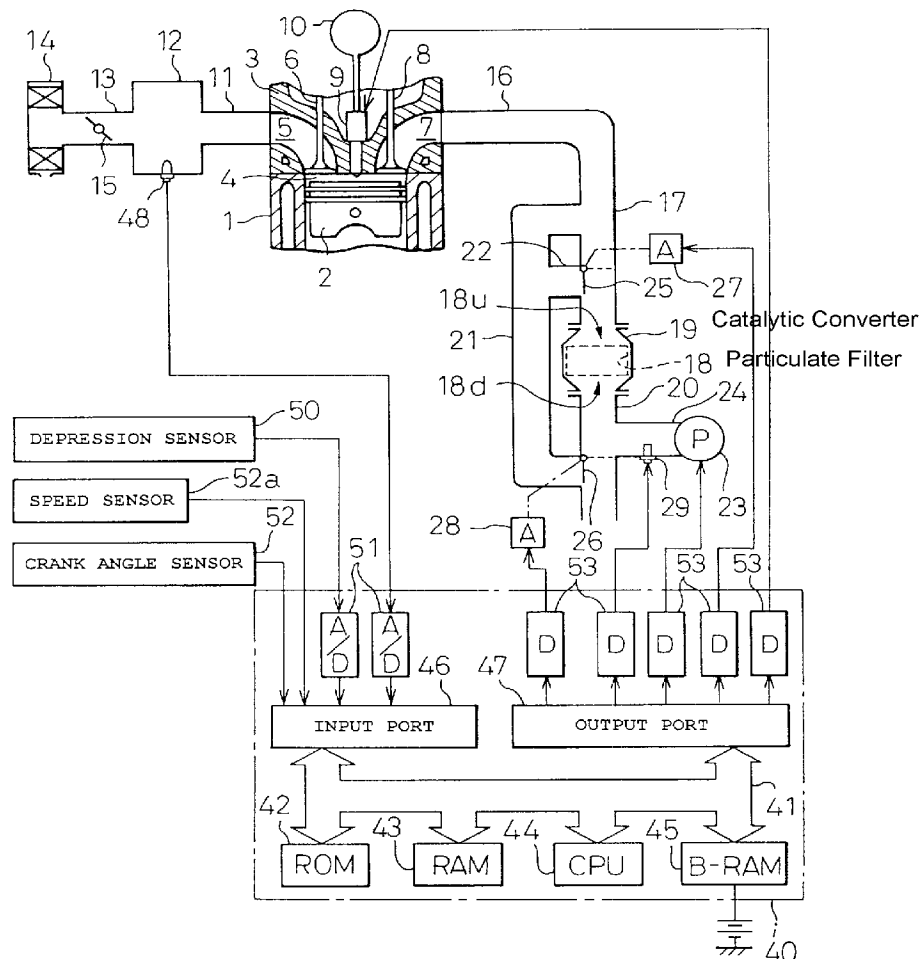 10
14
12
3
6
9
8
13
11
16
5
7
15
4
48
1
17
2
22
A
25
27
18u
19
Catalytic Converter
21
18
Particulate Filter
18d
20
24
50
P
DEPRESSION SENSOR
52a
29
23
SPEED SENSOR
28
A
26
52
51
CRANK ANGLE SENSOR
53
53
53
A/D
A/D
D
D
D
D
D
46
47
INPUT PORT
OUTPUT PORT
41
42
43
44
45
ROM
RAM
CPU
B-RAM
40